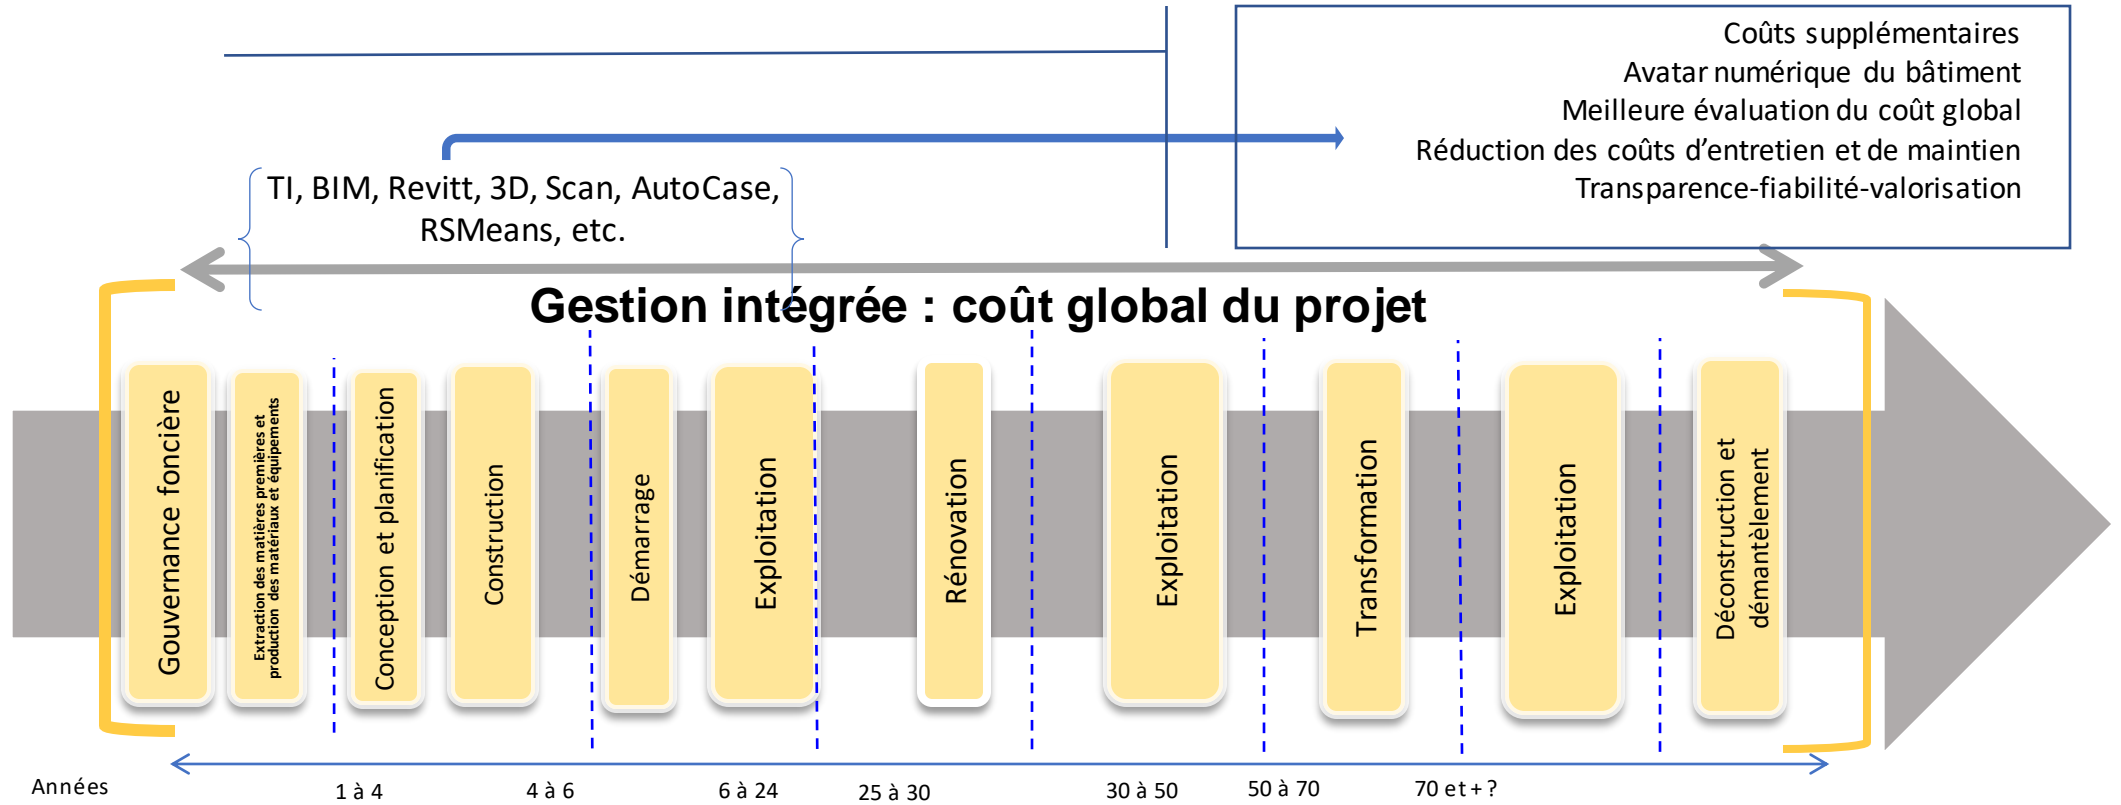 Coûts supplémentaires
Avatar numérique du bâtiment
Meilleure évaluation du coût global
Réduction des coûts d’entretien et de maintien
Transparence-fiabilité-valorisation
TI, BIM, Revitt, 3D, Scan, AutoCase,
RSMeans, etc.
Gestion intégrée : coût global du projet
Gouvernance foncière
Extraction des matières premières et
production des matériaux et équipements
Conception et planification
Construction
Démarrage
Exploitation
Rénovation
Exploitation
Transformation
Exploitation
Déconstruction et
démantèlement
Années
1 à 4
4 à 6
6 à 24
25 à 30
30 à 50
50 à 70
70 et + ?